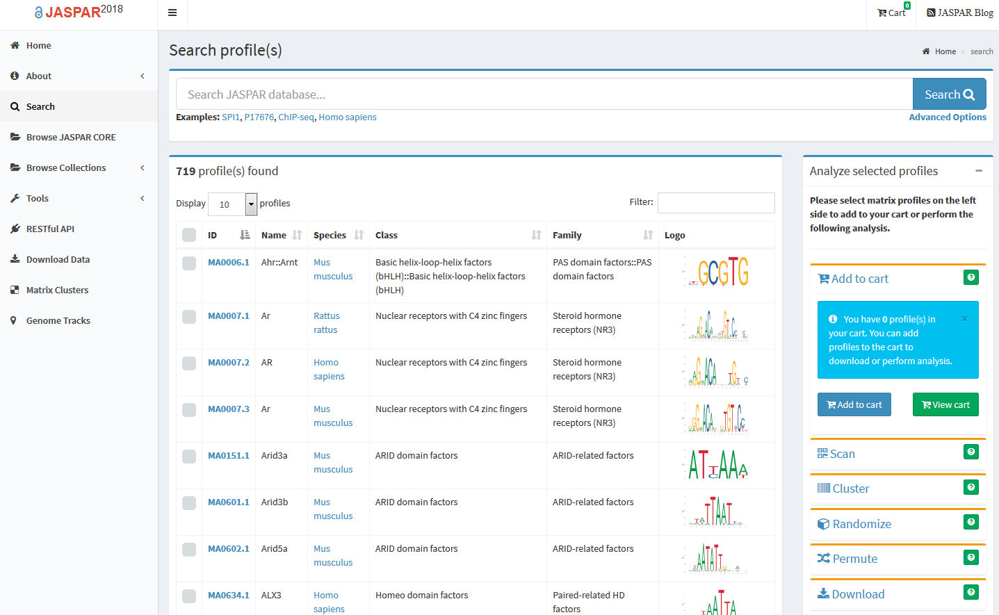 JASPAR2018
Cart 0
JASPAR Blog
Home
About
Search
Browse JASPAR CORE
Browse Collections
Tools
RESTful API
Download Data
Matrix Clusters
Genome Tracks
Search profile(s)
Home > search
Search JASPAR database...
Search
Examples: SPI1, P17676, ChIP-seq, Homo sapiens
Advanced Options
719 profile(s) found
Display 10 profiles
Filter:
ID Name Species Class Family Logo
MA0006.1 Ahr::Arnt Mus Basic helix-loop-helix factors PAS domain factors::PAS
musculus (bHLH)::Basic helix-loop-helix factors domain factors
(bHLH)
GCGTG
MA0007.1 Ar Rattus Nuclear receptors with C4 zinc fingers Steroid hormone
rattus receptors (NR3)
MA0007.2 AR Homo Nuclear receptors with C4 zinc fingers Steroid hormone
sapiens receptors (NR3)
MA0007.3 Ar Mus Nuclear receptors with C4 zinc fingers Steroid hormone
musculus receptors (NR3)
MA0151.1 Arid3a Mus ARID domain factors ARID-related factors
musculus
MA0601.1 Arid3b Mus ARID domain factors ARID-related factors
musculus
MA0602.1 Arid5a Mus ARID domain factors ARID-related factors
musculus
MA0634.1 ALX3 Homo Homeo domain factors Paired-related HD
sapiens factors
Analyze selected profiles
Please select matrix profiles on the left
side to add to your cart or perform the
following analysis.
Add to cart
You have 0 profile(s) in
your cart. You can add
profiles to the cart to
download or perform analysis.
×
Add to cart
View cart
Scan
Cluster
Randomize
Permute
Download